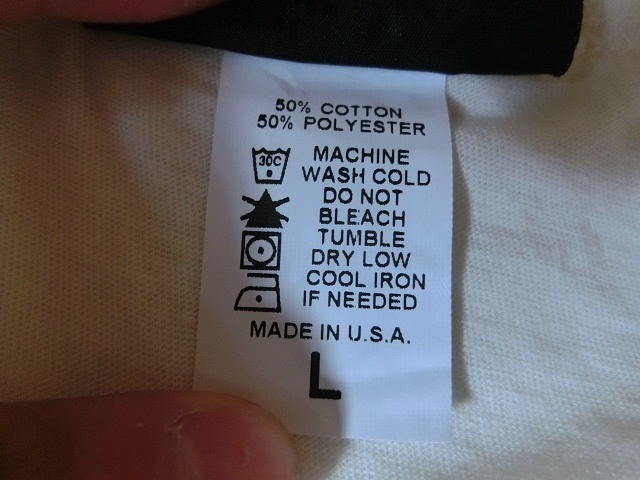 50% COTTON
50% POLYESTER
30C
MACHINE
WASH COLD
DO NOT
BLEACH
TUMBLE
DRY LOW
COOL IRON
IF NEEDED
MADE IN U.S.A.
L